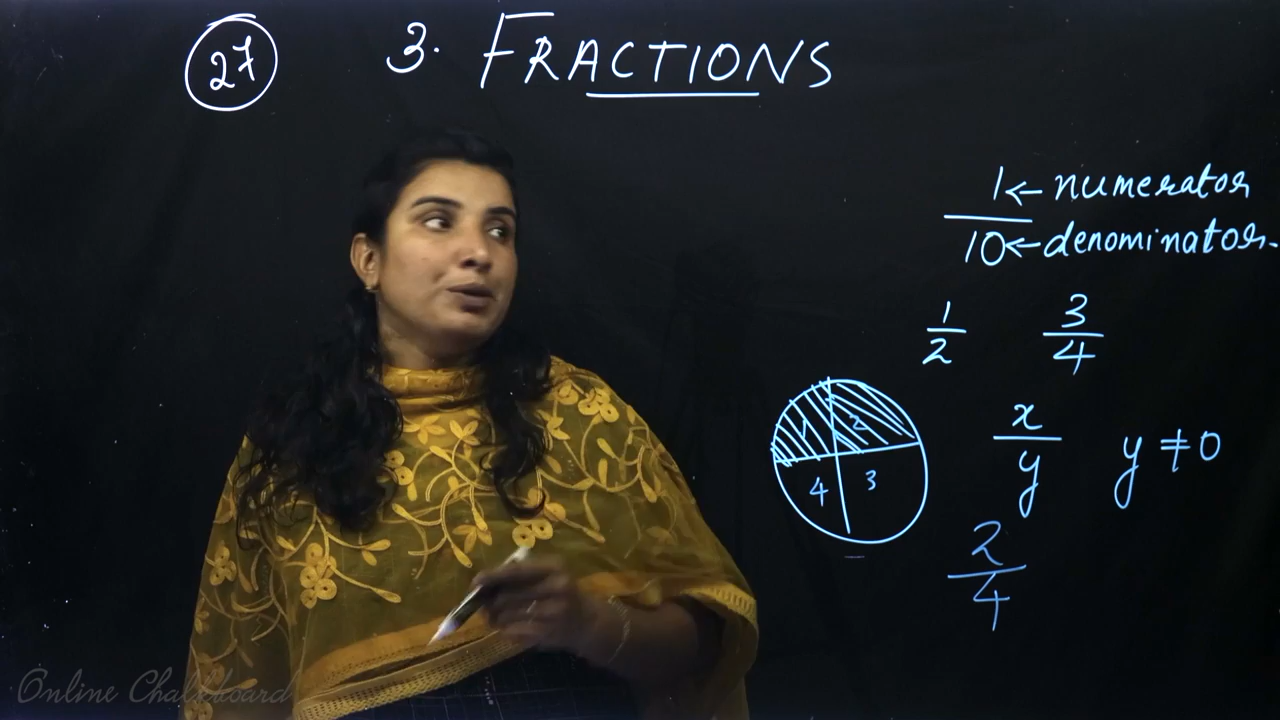 27
3. FRACTIONS
1 ← numerator
10 ← denominator.
1/2 3/4
1 2
x/y y ≠ 0
4 3
2/4
Online Chalkboard